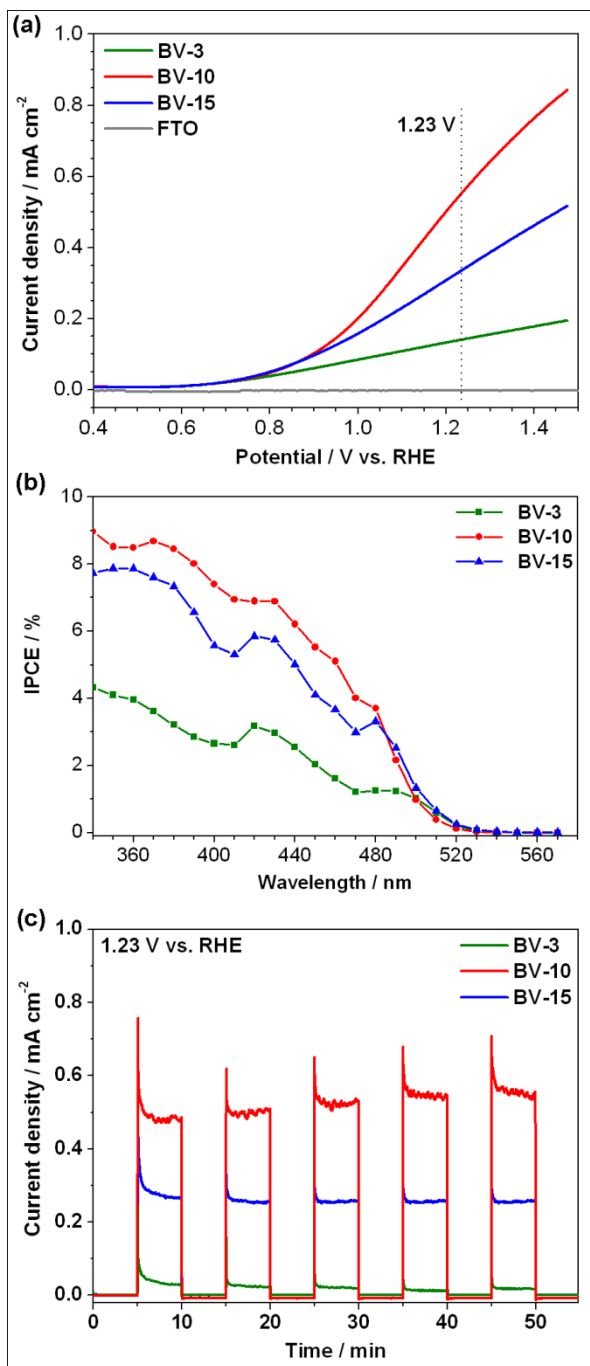 (a)
1.0
0.8
0.6
0.4
0.2
0.0
Current density / mA cm⁻²
BV-3
BV-10
BV-15
FTO
1.23 V
0.4 0.6 0.8 1.0 1.2 1.4
Potential / V vs. RHE
(b)
10
8
6
4
2
0
IPCE / %
BV-3
BV-10
BV-15
360 400 440 480 520 560
Wavelength / nm
(c)
1.0
0.8
0.6
0.4
0.2
0.0
Current density / mA cm⁻²
1.23 V vs. RHE
BV-3
BV-10
BV-15
0 10 20 30 40 50
Time / min